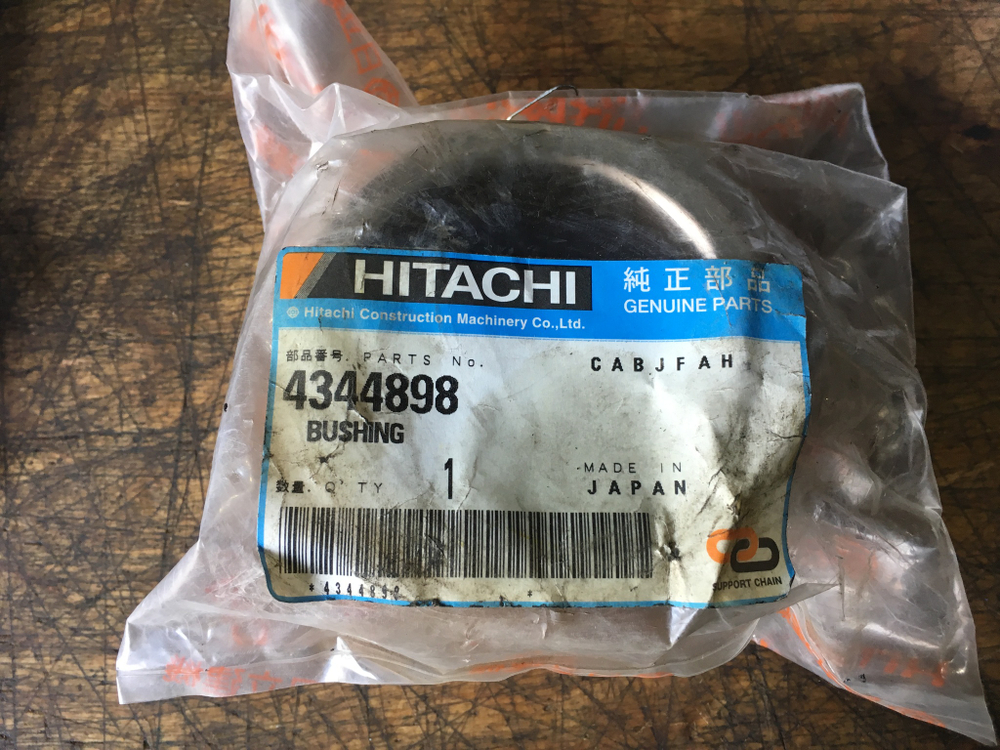 HITACHI
純正部品
GENUINE PARTS
Hitachi Construction Machinery Co.,Ltd.
部品番号. PARTS No.
CABJFAH
4344898
BUSHING
MADE IN
JAPAN
数量. Q'TY 1
*4344898 *
SUPPORT CHAIN